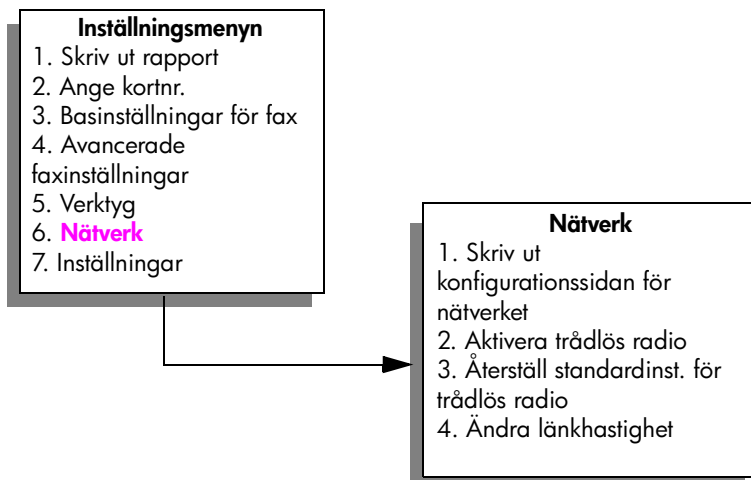 Inställningsmenyn
1. Skriv ut rapport
2. Ange kortnr.
3. Basinställningar för fax
4. Avancerade
faxinställningar
5. Verktyg
6. Nätverk
7. Inställningar
Nätverk
1. Skriv ut
konfigurationssidan för
nätverket
2. Aktivera trådlös radio
3. Återställ standardinst. för
trådlös radio
4. Ändra länkhastighet